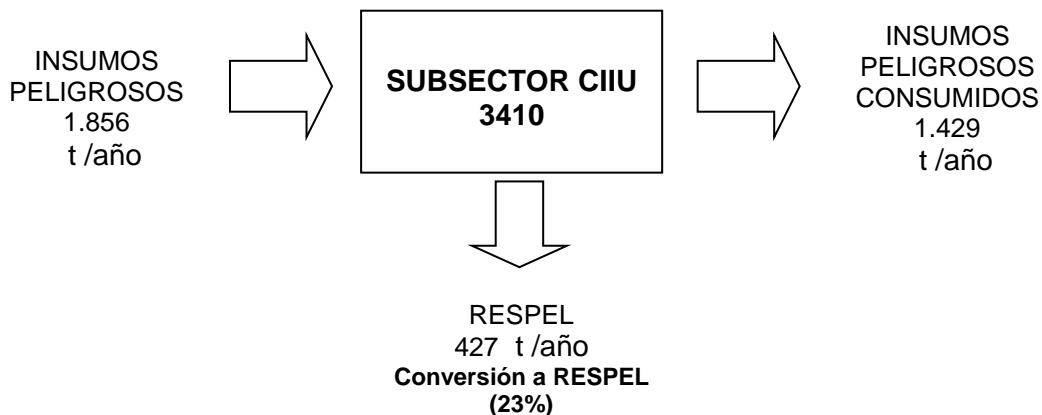 INSUMOS
PELIGROSOS
1.856
t /año
SUBSECTOR CIIU
3410
INSUMOS
PELIGROSOS
CONSUMIDOS
1.429
t /año
RESPEL
427 t /año
Conversión a RESPEL
(23%)